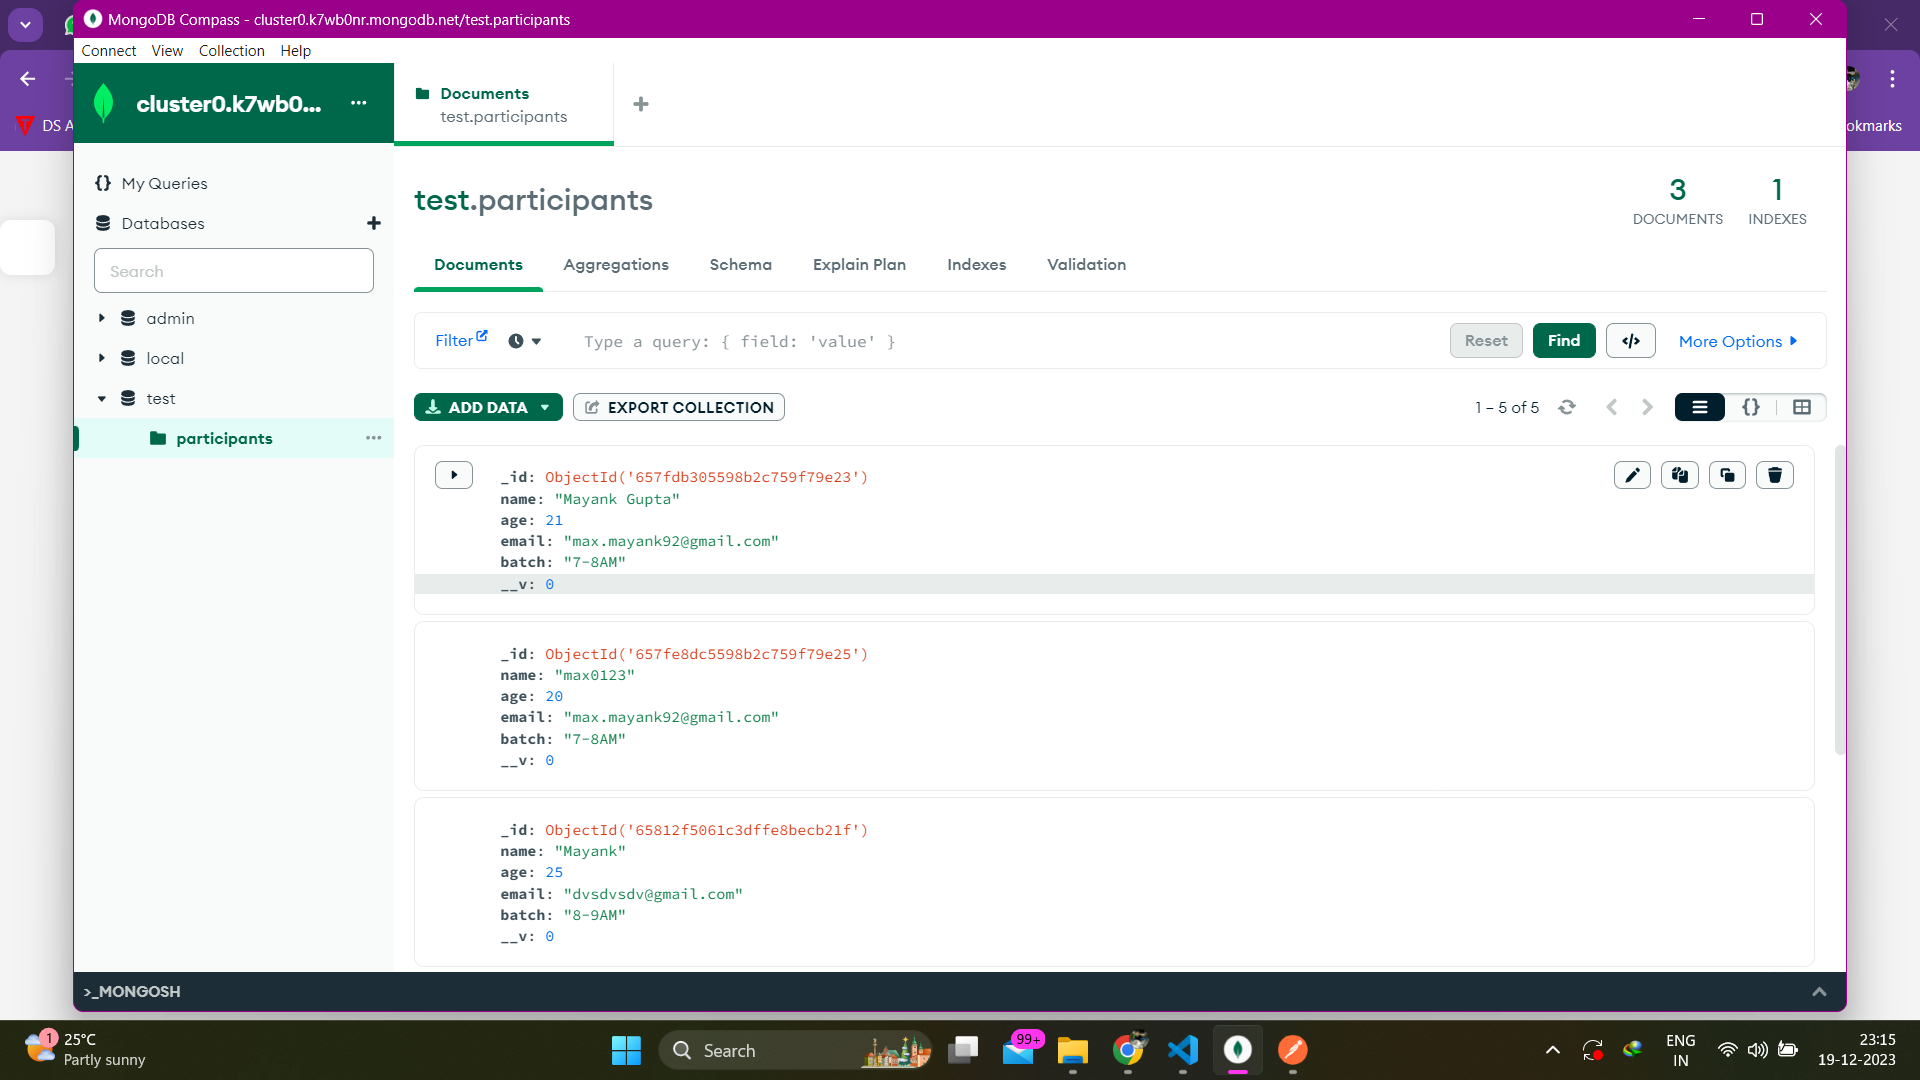 MongoDB Compass - cluster0.k7wb0nr.mongodb.net/test.participants
Connect View Collection Help
cluster0.k7wb0... ...
Documents
test.participants
DS A
okmarks
My Queries
Databases
Search
admin
local
test
participants
test.participants
3
DOCUMENTS
1
INDEXES
Documents Aggregations Schema Explain Plan Indexes Validation
Filter Type a query: { field: 'value' } Reset Find </> More Options
ADD DATA EXPORT COLLECTION 1 – 5 of 5 {}
_id: ObjectId('657fdb305598b2c759f79e23')
name: "Mayank Gupta"
age: 21
email: "max.mayank92@gmail.com"
batch: "7-8AM"
__v: 0
_id: ObjectId('657fe8dc5598b2c759f79e25')
name: "max0123"
age: 20
email: "max.mayank92@gmail.com"
batch: "7-8AM"
__v: 0
_id: ObjectId('65812f5061c3dffe8becb21f')
name: "Mayank"
age: 25
email: "dvsdvsdv@gmail.com"
batch: "8-9AM"
__v: 0
>_MONGOSH
1
25°C
Partly sunny
Search
99+
ENG
IN
23:15
19-12-2023